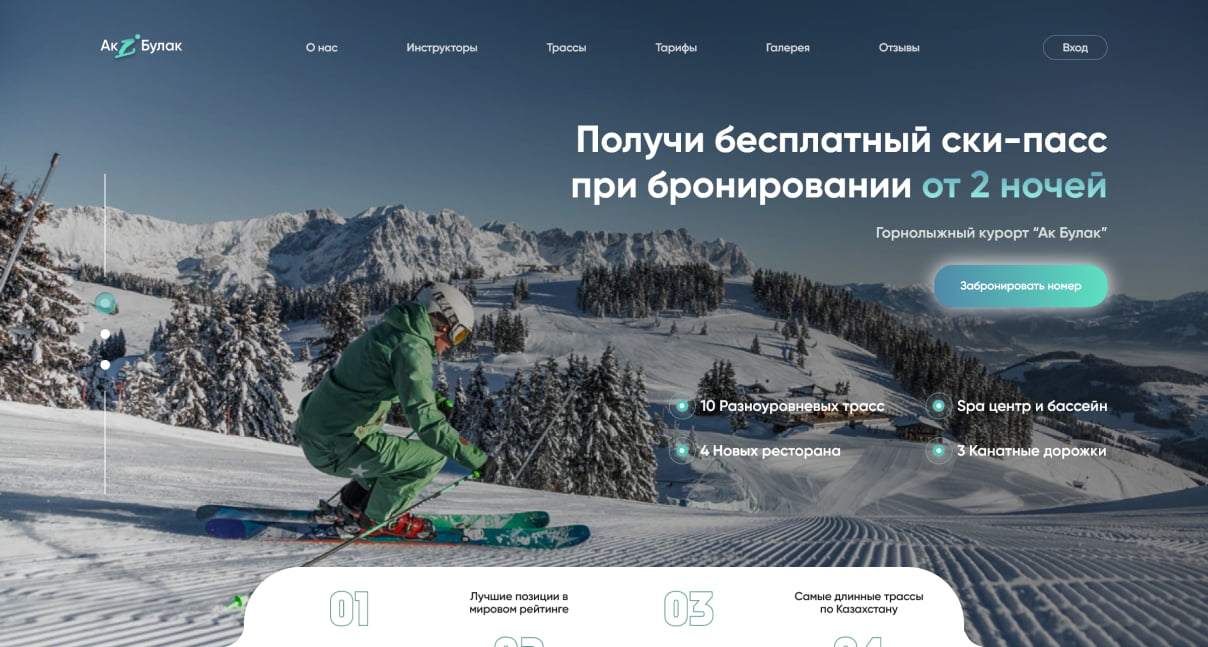 Ак Булак
О нас
Инструкторы
Трассы
Тарифы
Галерея
Отзывы
Вход
Получи бесплатный ски-пасс
при бронировании от 2 ночей
Горнолыжный курорт “Ак Булак”
Забронировать номер
10 Разноуровневых трасс
Spa центр и бассейн
4 Новых ресторана
3 Канатные дорожки
01
Лучшие позиции в
мировом рейтинге
03
Самые длинные трассы
по Казахстану